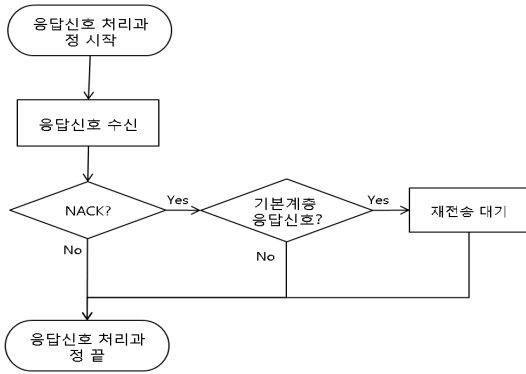 응답신호 처리과
정 시작
응답신호 수신
NACK?
Yes
기본계층
응답신호?
Yes
재전송 대기
No
No
응답신호 처리과
정 끝